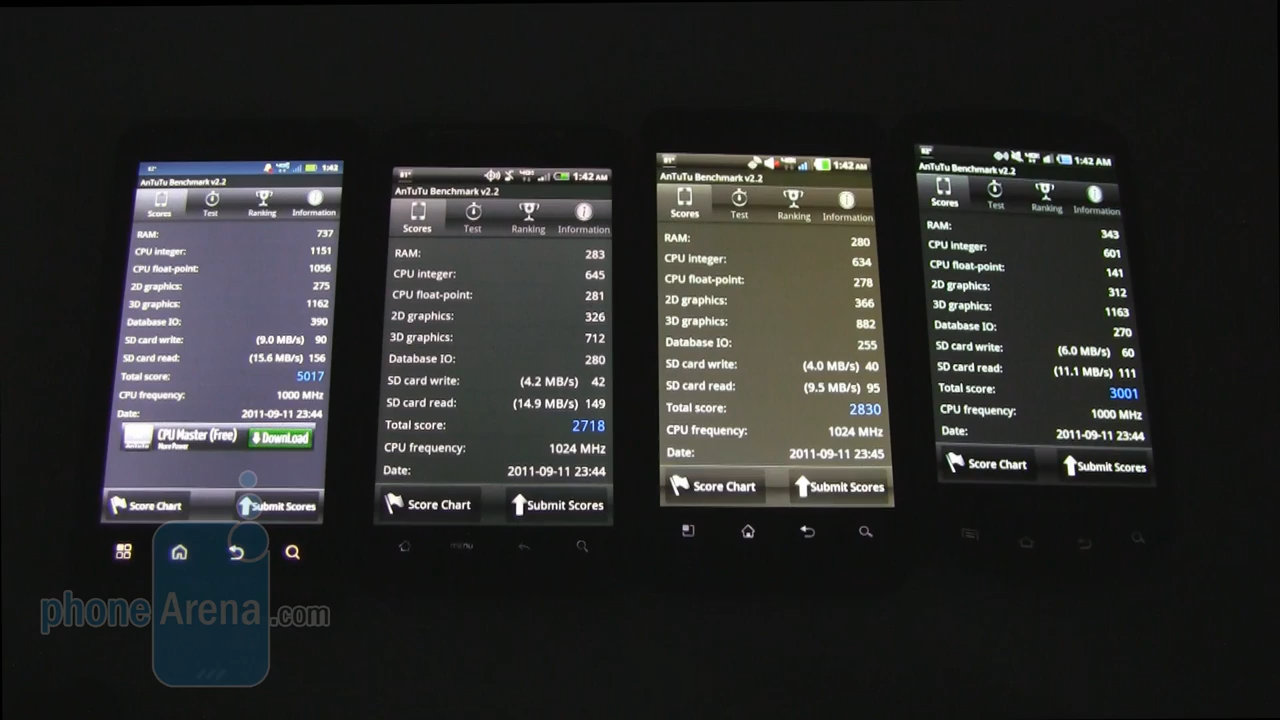 82° 1:42
AnTuTu Benchmark v2.2
Scores Test Ranking Information
RAM: 737
CPU integer: 1151
CPU float-point: 1056
2D graphics: 275
3D graphics: 1162
Database IO: 390
SD card write: (9.0 MB/s) 90
SD card read: (15.6 MB/s) 156
Total score: 5017
CPU frequency: 1000 MHz
Date: 2011-09-11 23:44
CPU Master (Free) Download
More Power
Score Chart Submit Scores
81° 1:42 AM
AnTuTu Benchmark v2.2
Scores Test Ranking Information
RAM: 283
CPU integer: 645
CPU float-point: 281
2D graphics: 326
3D graphics: 712
Database IO: 280
SD card write: (4.2 MB/s) 42
SD card read: (14.9 MB/s) 149
Total score: 2718
CPU frequency: 1024 MHz
Date: 2011-09-11 23:44
Score Chart Submit Scores
menu
81° 1:42 AM
AnTuTu Benchmark v2.2
Scores Test Ranking Information
RAM: 280
CPU integer: 634
CPU float-point: 278
2D graphics: 366
3D graphics: 882
Database IO: 255
SD card write: (4.0 MB/s) 40
SD card read: (9.5 MB/s) 95
Total score: 2830
CPU frequency: 1024 MHz
Date: 2011-09-11 23:45
Score Chart Submit Scores
82° 1:42 AM
AnTuTu Benchmark v2.2
Scores Test Ranking Information
RAM: 343
CPU integer: 601
CPU float-point: 141
2D graphics: 312
3D graphics: 1163
Database IO: 270
SD card write: (6.0 MB/s) 60
SD card read: (11.1 MB/s) 111
Total score: 3001
CPU frequency: 1000 MHz
Date: 2011-09-11 23:44
Score Chart Submit Scores
phoneArena.com